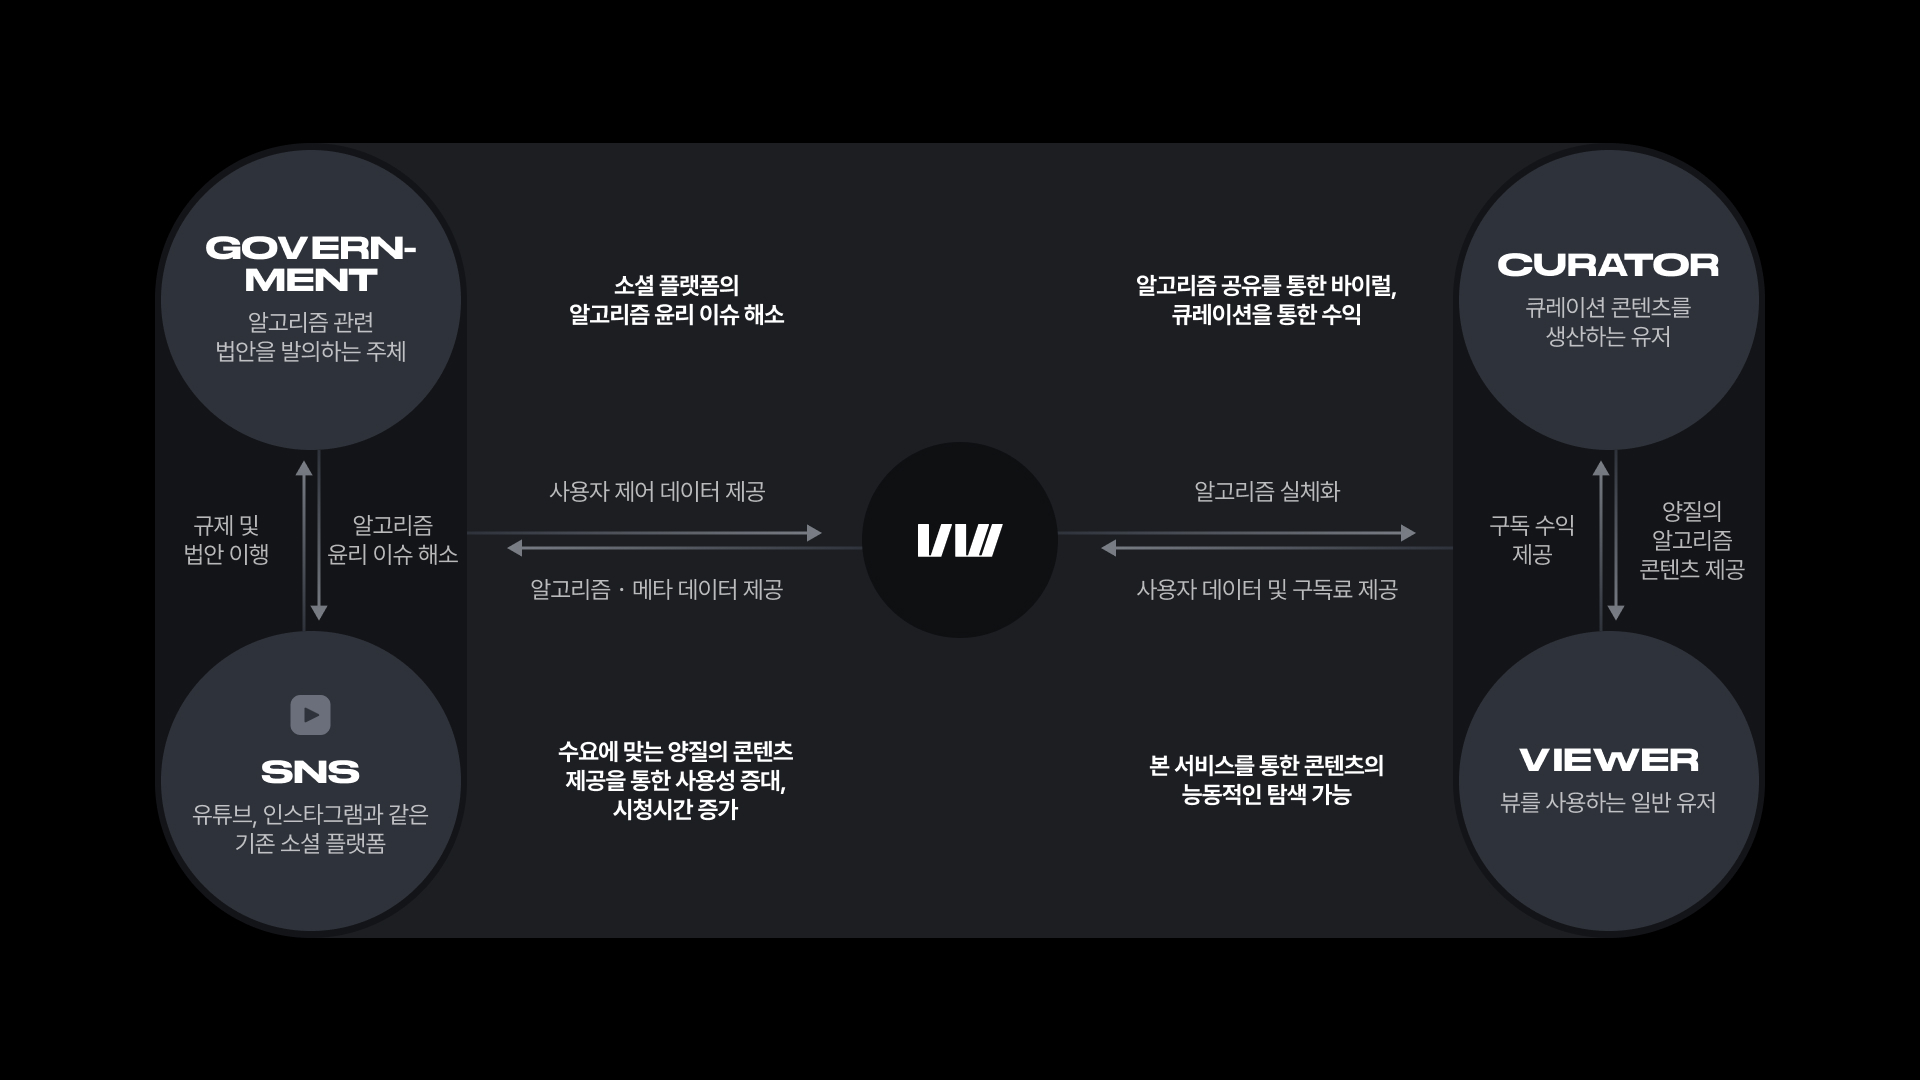 GOVERN-
MENT
알고리즘 관련
법안을 발의하는 주체
규제 및
법안 이행
알고리즘
윤리 이슈 해소
SNS
유튜브, 인스타그램과 같은
기존 소셜 플랫폼
소셜 플랫폼의
알고리즘 윤리 이슈 해소
사용자 제어 데이터 제공
알고리즘 · 메타 데이터 제공
수요에 맞는 양질의 콘텐츠
제공을 통한 사용성 증대,
시청시간 증가
알고리즘 공유를 통한 바이럴,
큐레이션을 통한 수익
알고리즘 실체화
사용자 데이터 및 구독료 제공
본 서비스를 통한 콘텐츠의
능동적인 탐색 가능
CURATOR
큐레이션 콘텐츠를
생산하는 유저
구독 수익
제공
양질의
알고리즘
콘텐츠 제공
VIEWER
뷰를 사용하는 일반 유저